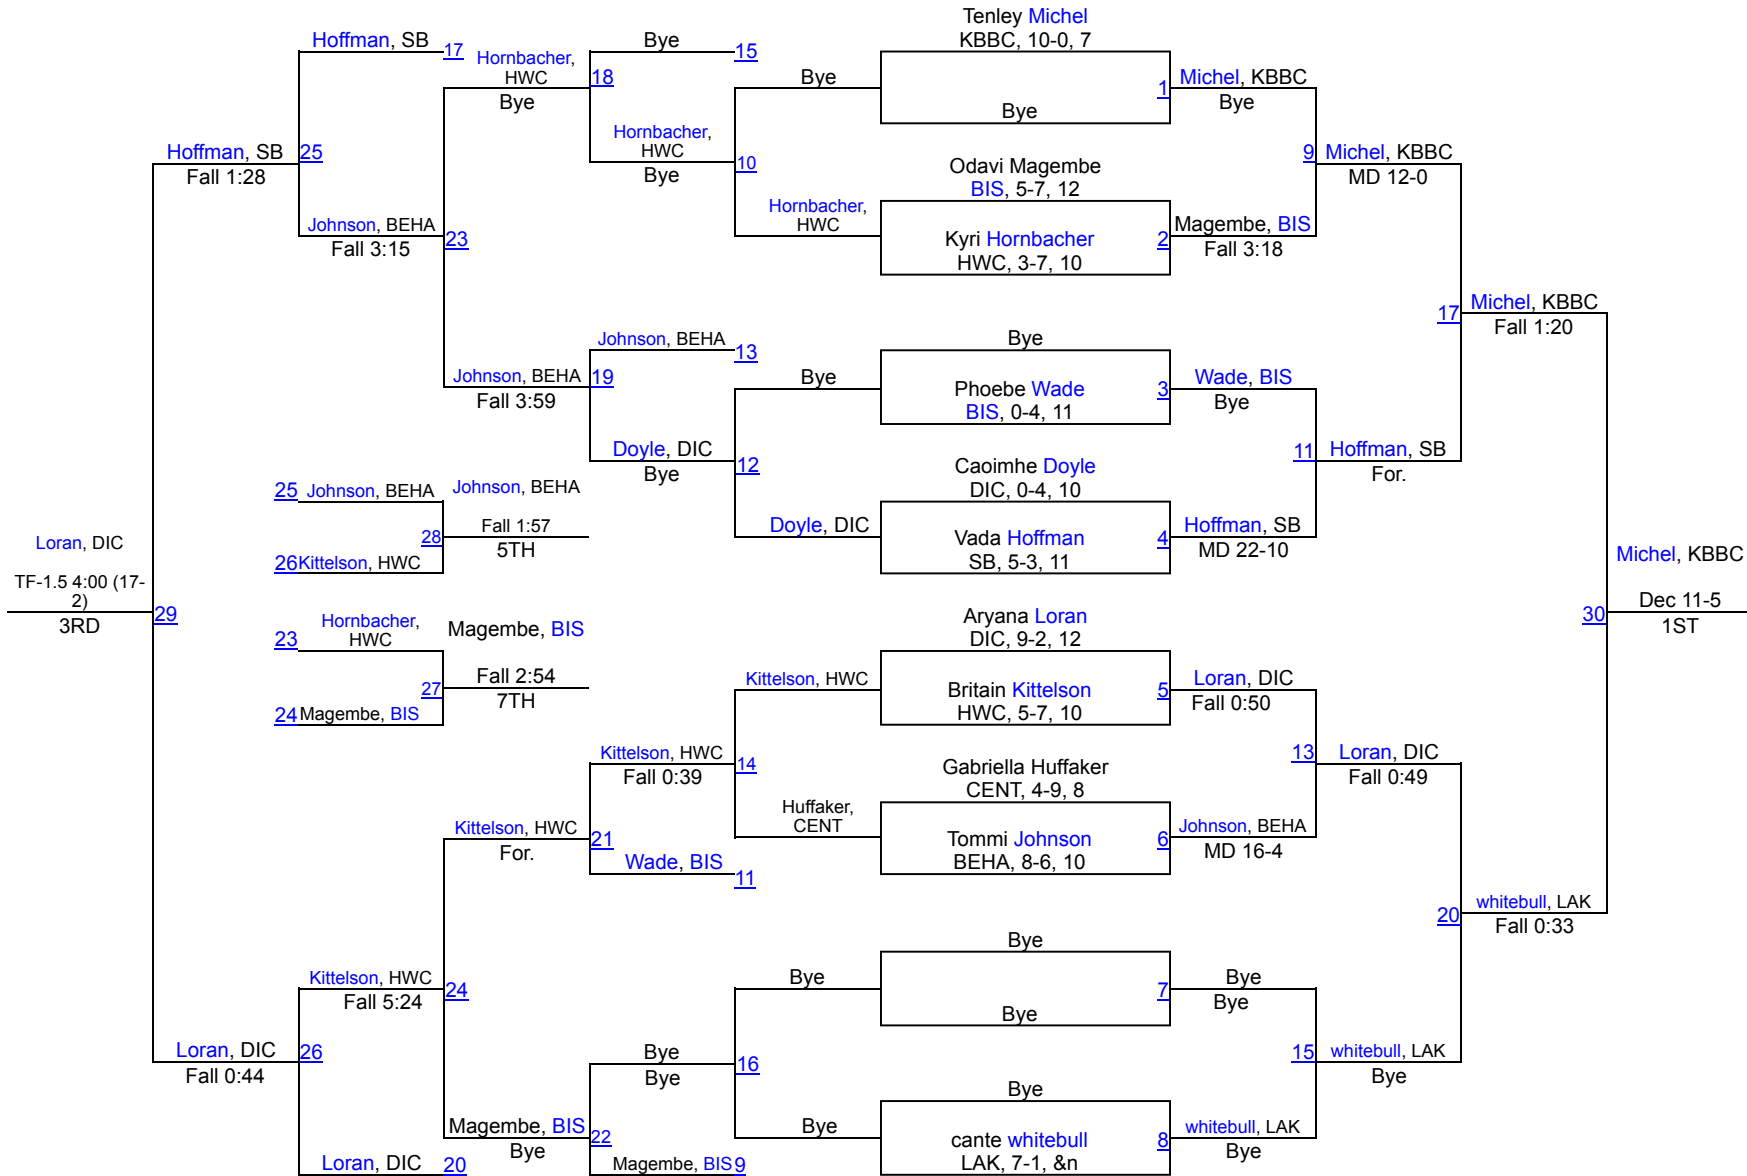 Tenley Michel
KBBC, 10-0, 7
Hoffman, SB
17
Hornbacher,
HWC
Bye
18
Bye
15
Bye
Bye
1
Michel, KBBC
Bye
Hornbacher,
HWC
Bye
10
Hoffman, SB
Fall 1:28
25
Odavi Magembe
BIS, 5-7, 12
9
Michel, KBBC
MD 12-0
Hornbacher,
HWC
Kyri Hornbacher
HWC, 3-7, 10
2
Magembe, BIS
Fall 3:18
Johnson, BEHA
Fall 3:15
23
17
Michel, KBBC
Fall 1:20
Johnson, BEHA
13
Bye
Johnson, BEHA
Fall 3:59
19
Bye
Phoebe Wade
BIS, 0-4, 11
3
Wade, BIS
Bye
Doyle, DIC
Bye
12
Caoimhe Doyle
DIC, 0-4, 10
11
Hoffman, SB
For.
25
Johnson, BEHA
Johnson, BEHA
Fall 1:57
5TH
28
26
Kittelson, HWC
Doyle, DIC
Vada Hoffman
SB, 5-3, 11
4
Hoffman, SB
MD 22-10
Loran, DIC
TF-1.5 4:00 (17-
2)
3RD
29
Michel, KBBC
Dec 11-5
1ST
30
23
Hornbacher,
HWC
Magembe, BIS
Fall 2:54
7TH
27
24
Magembe, BIS
Aryana Loran
DIC, 9-2, 12
Kittelson, HWC
Britain Kittelson
HWC, 5-7, 10
5
Loran, DIC
Fall 0:50
Kittelson, HWC
Fall 0:39
14
Gabriella Huffaker
CENT, 4-9, 8
13
Loran, DIC
Fall 0:49
Huffaker,
CENT
Tommi Johnson
BEHA, 8-6, 10
6
Johnson, BEHA
MD 16-4
Kittelson, HWC
For.
21
Wade, BIS
11
20
whitebull, LAK
Fall 0:33
Bye
Kittelson, HWC
Fall 5:24
24
Bye
Bye
7
Bye
Bye
Loran, DIC
Fall 0:44
26
Bye
Bye
16
15
whitebull, LAK
Bye
Bye
Magembe, BIS
Bye
22
Bye
cante whitebull
LAK, 7-1, &n
8
whitebull, LAK
Bye
Loran, DIC
20
Magembe, BIS
9